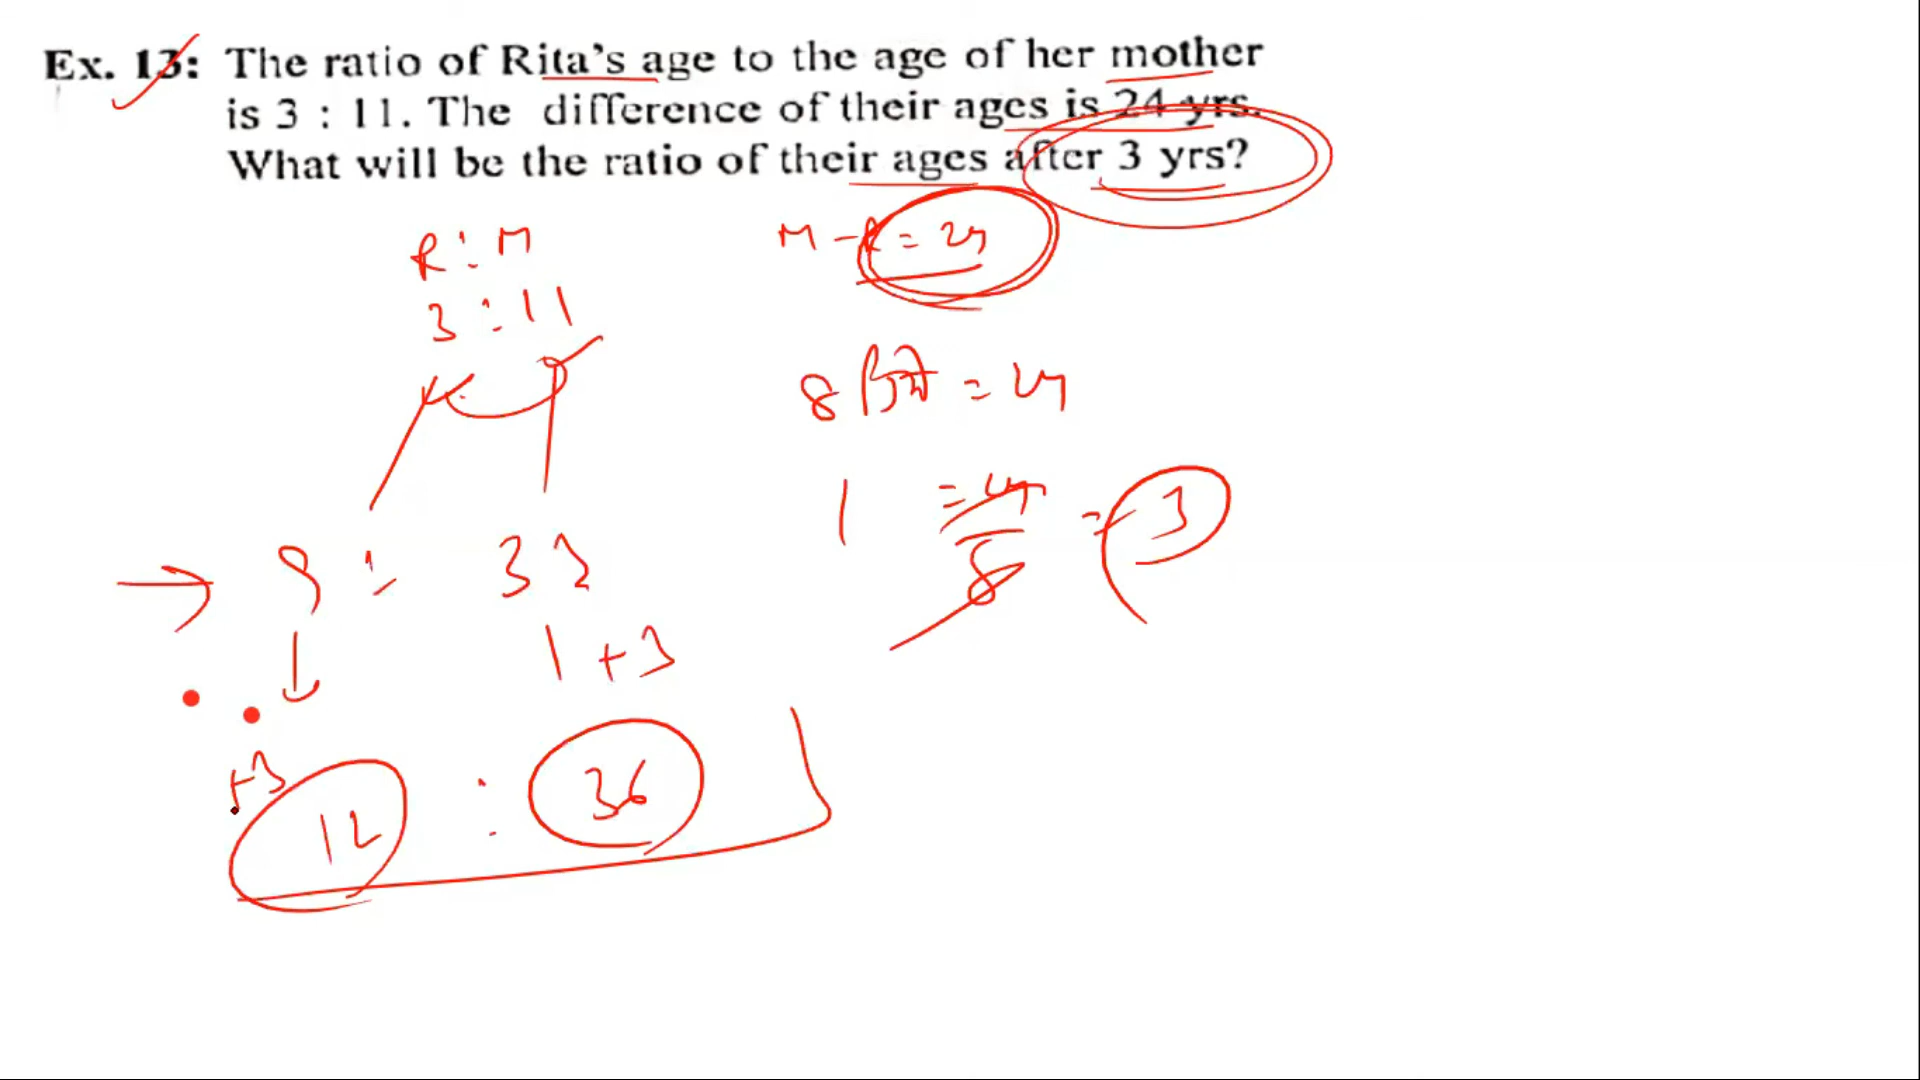 Ex. 13: The ratio of Rita's age to the age of her mother
is 3 : 11. The difference of their ages is 24 yrs.
What will be the ratio of their ages after 3 yrs?
R : M
M - R = 24
3 : 11
8 = 24
1 = 24/8 = 3
9 : 33
+3
+3
12 : 36